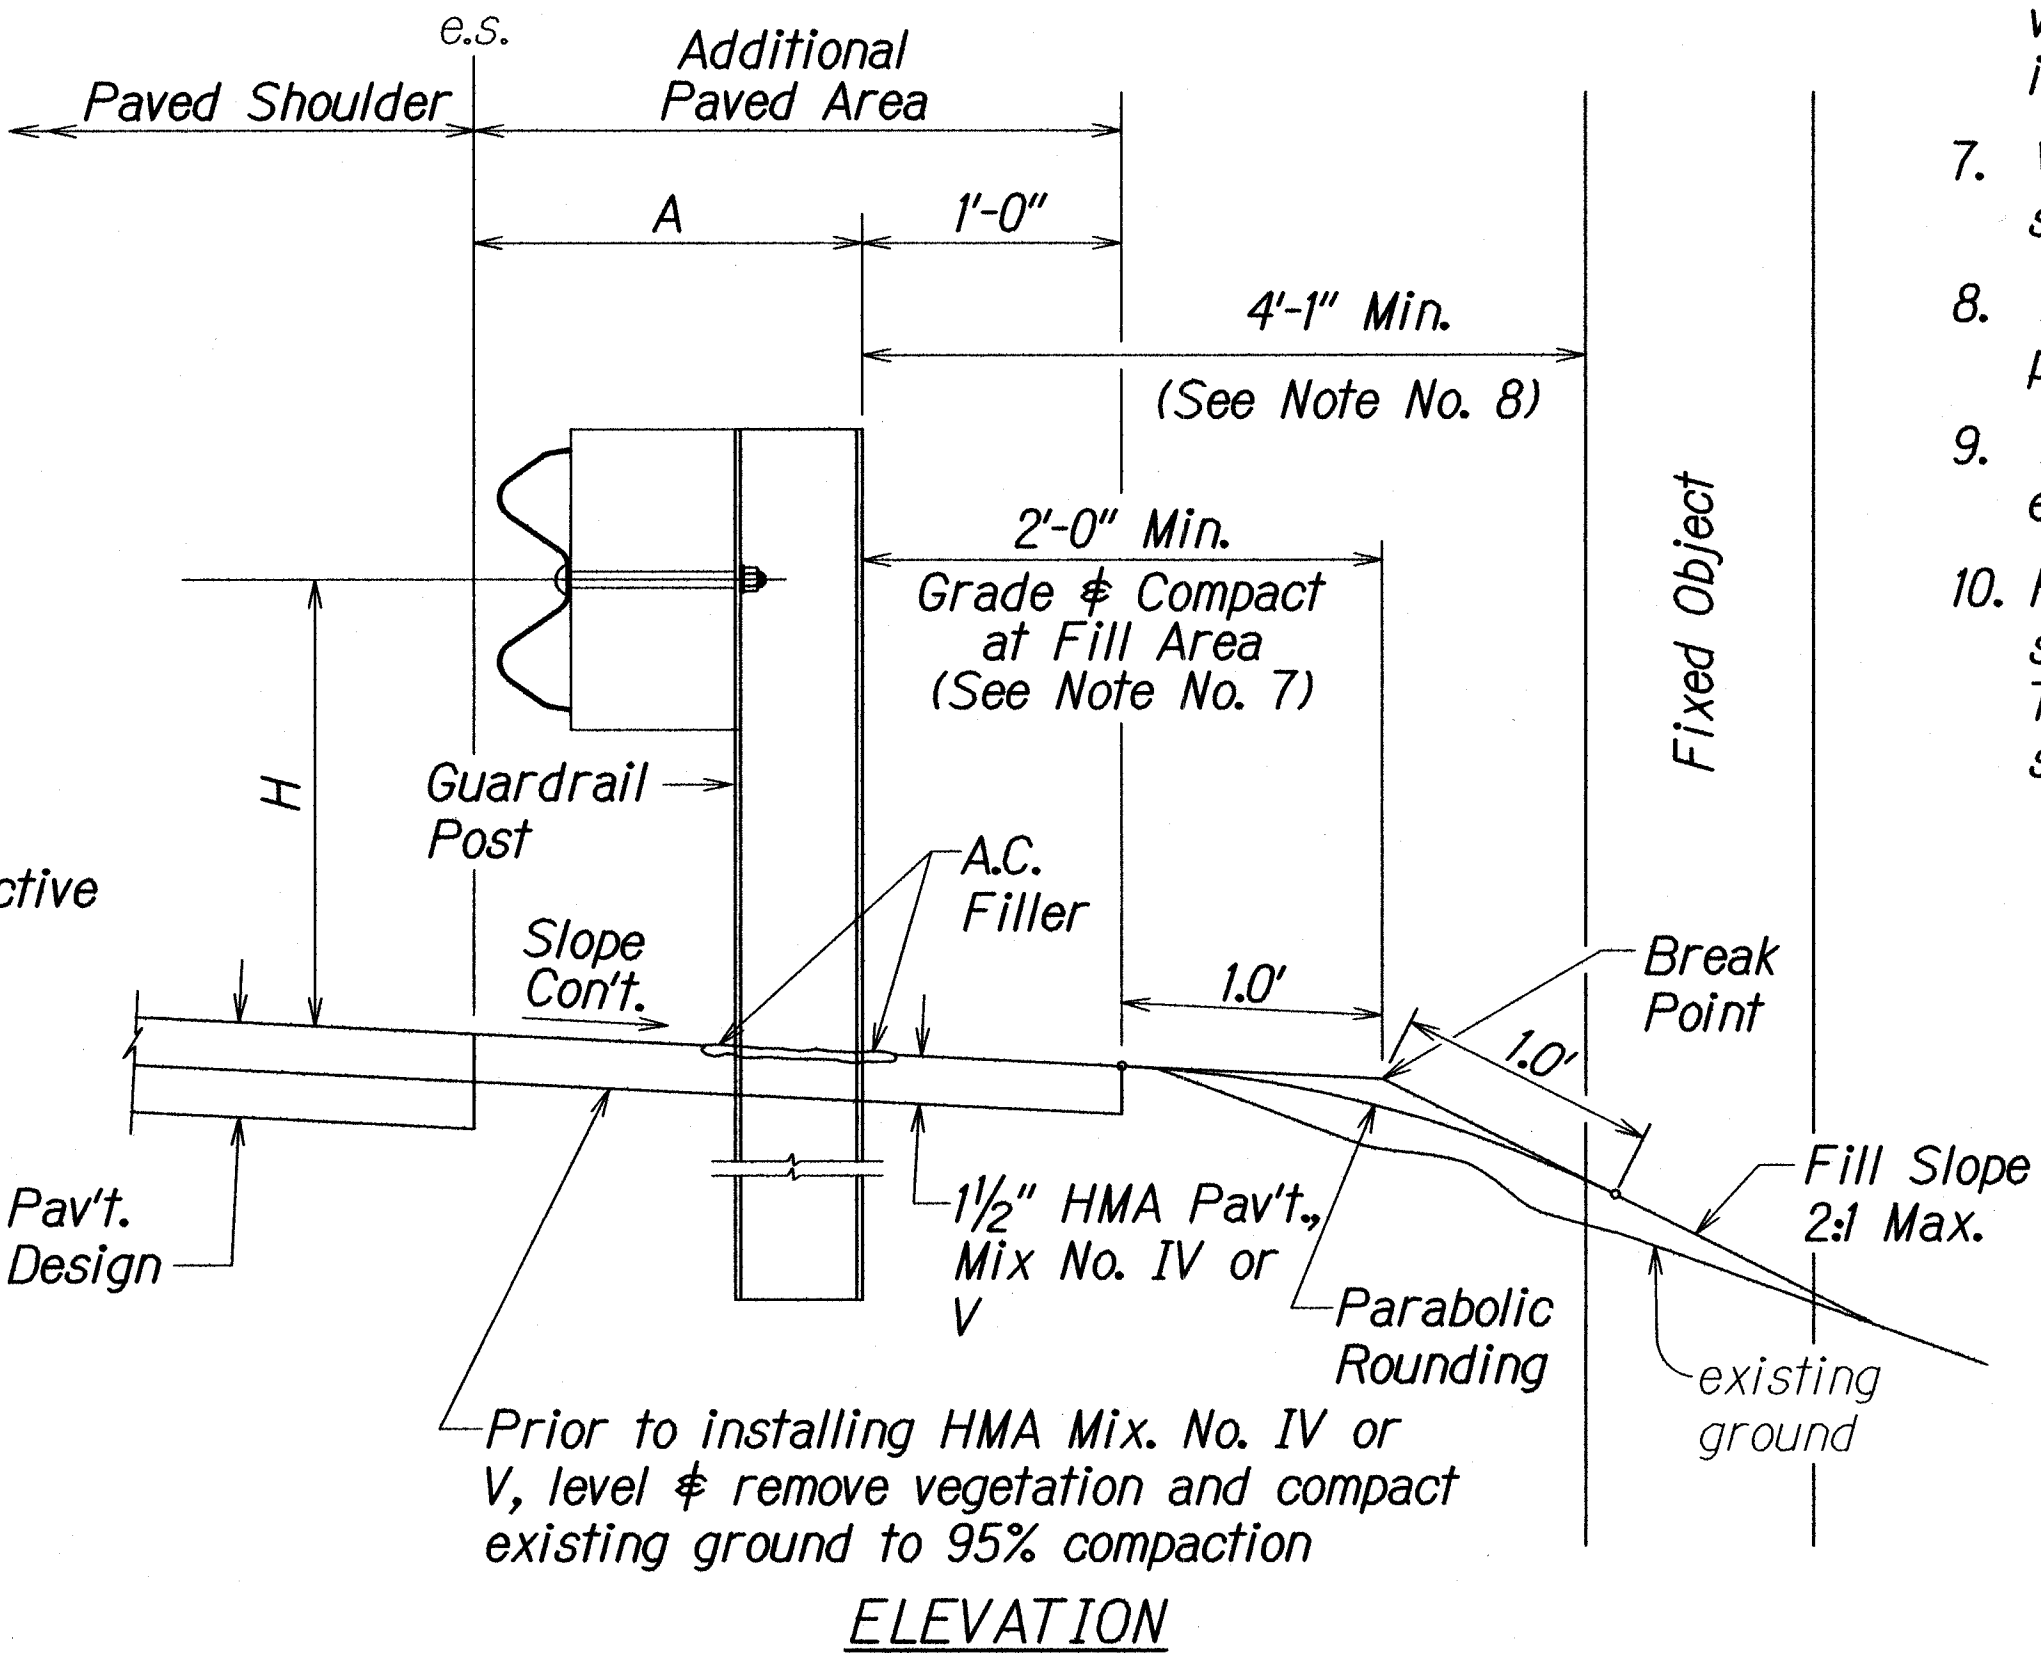 e.s.
Additional
Paved Area
Paved Shoulder
A
1'-0"
4'-1" Min.
(See Note No. 8)
2'-0" Min.
Grade & Compact
at Fill Area
(See Note No. 7)
Fixed Object
H
Guardrail
Post
A.C.
Filler
Slope
Con't.
1.0'
Break
Point
1.0'
Fill Slope
2:1 Max.
Pav't.
Design
1½" HMA Pav't.,
Mix No. IV or
V
Parabolic
Rounding
existing
ground
Prior to installing HMA Mix. No. IV or
V, level & remove vegetation and compact
existing ground to 95% compaction
ELEVATION
7.
8.
9.
10.